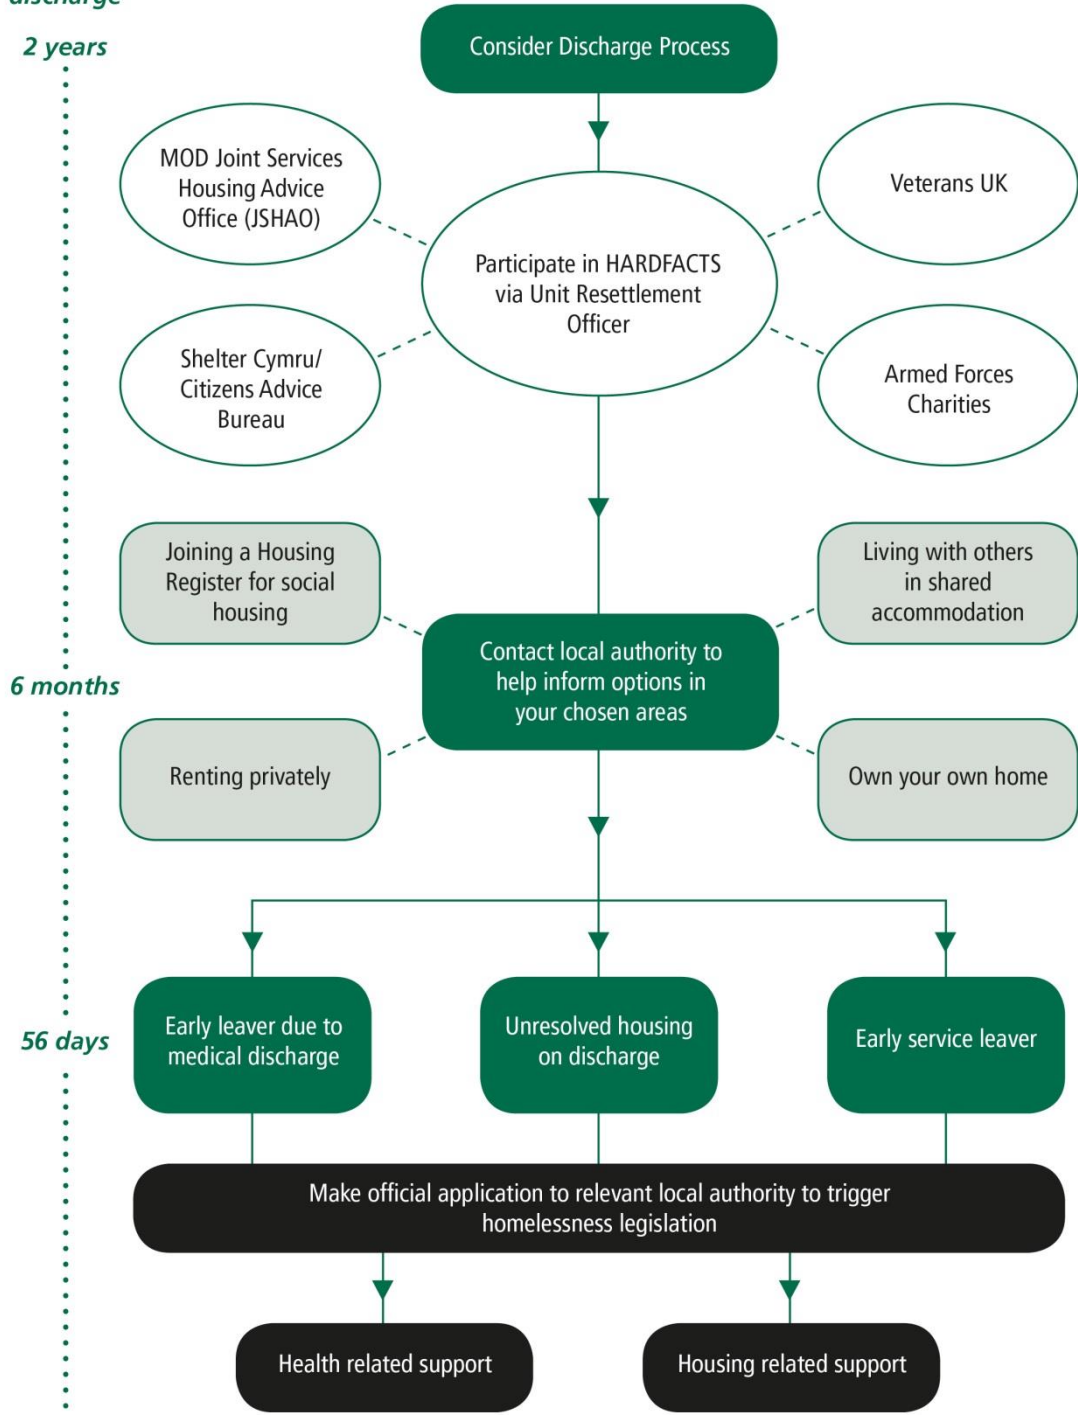 discharge
2 years
Consider Discharge Process
MOD Joint Services
Housing Advice
Office (JSHAO)
Veterans UK
Participate in HARDFACTS
via Unit Resettlement
Officer
Shelter Cymru/
Citizens Advice
Bureau
Armed Forces
Charities
Joining a Housing
Register for social
housing
Living with others
in shared
accommodation
Contact local authority to
help inform options in
your chosen areas
6 months
Renting privately
Own your own home
56 days
Early leaver due to
medical discharge
Unresolved housing
on discharge
Early service leaver
Make official application to relevant local authority to trigger
homelessness legislation
Health related support
Housing related support